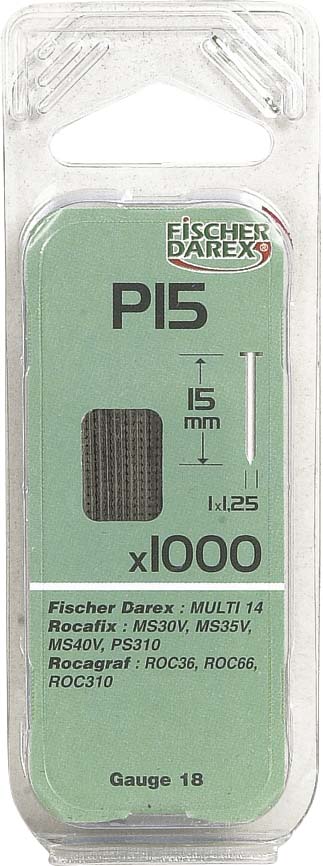 FISCHER
DAREX
P15
15
mm
1x1,25
x1000
Fischer Darex : MULTI 14
Rocafix : MS30V, MS35V,
MS40V, PS310
Rocagraf : ROC36, ROC66,
ROC310
Gauge 18